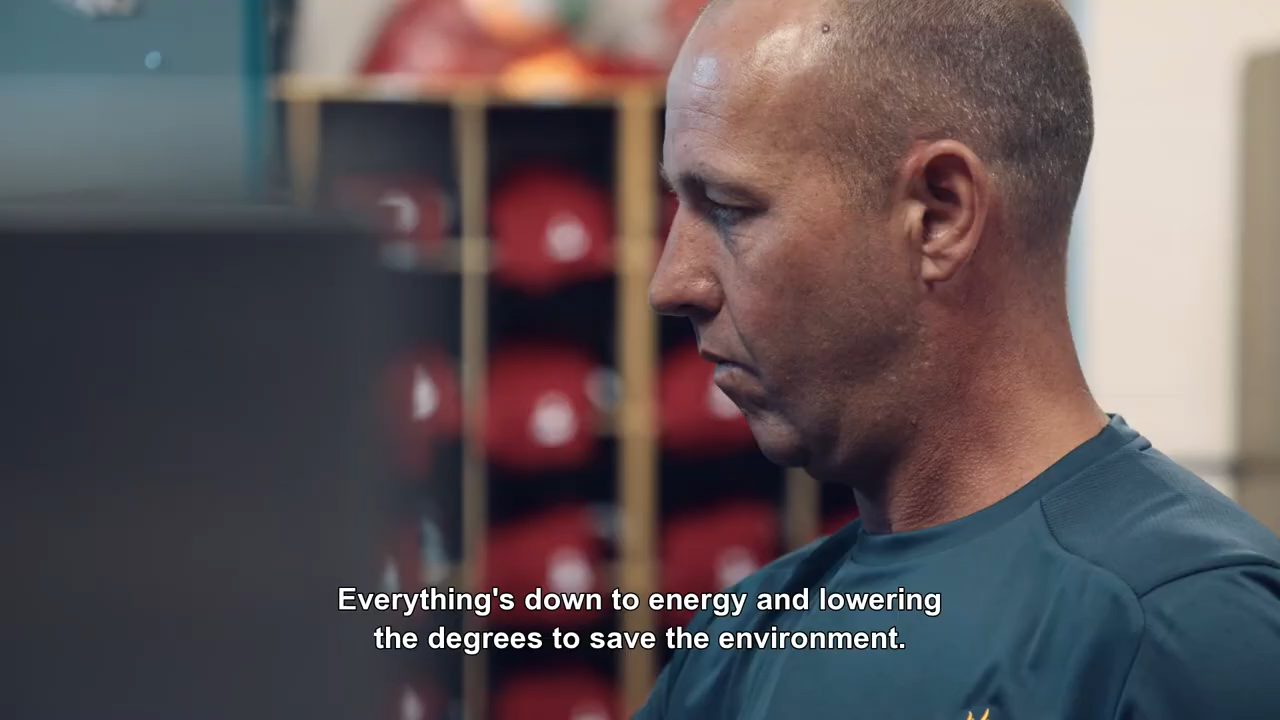 Everything's down to energy and lowering
the degrees to save the environment.